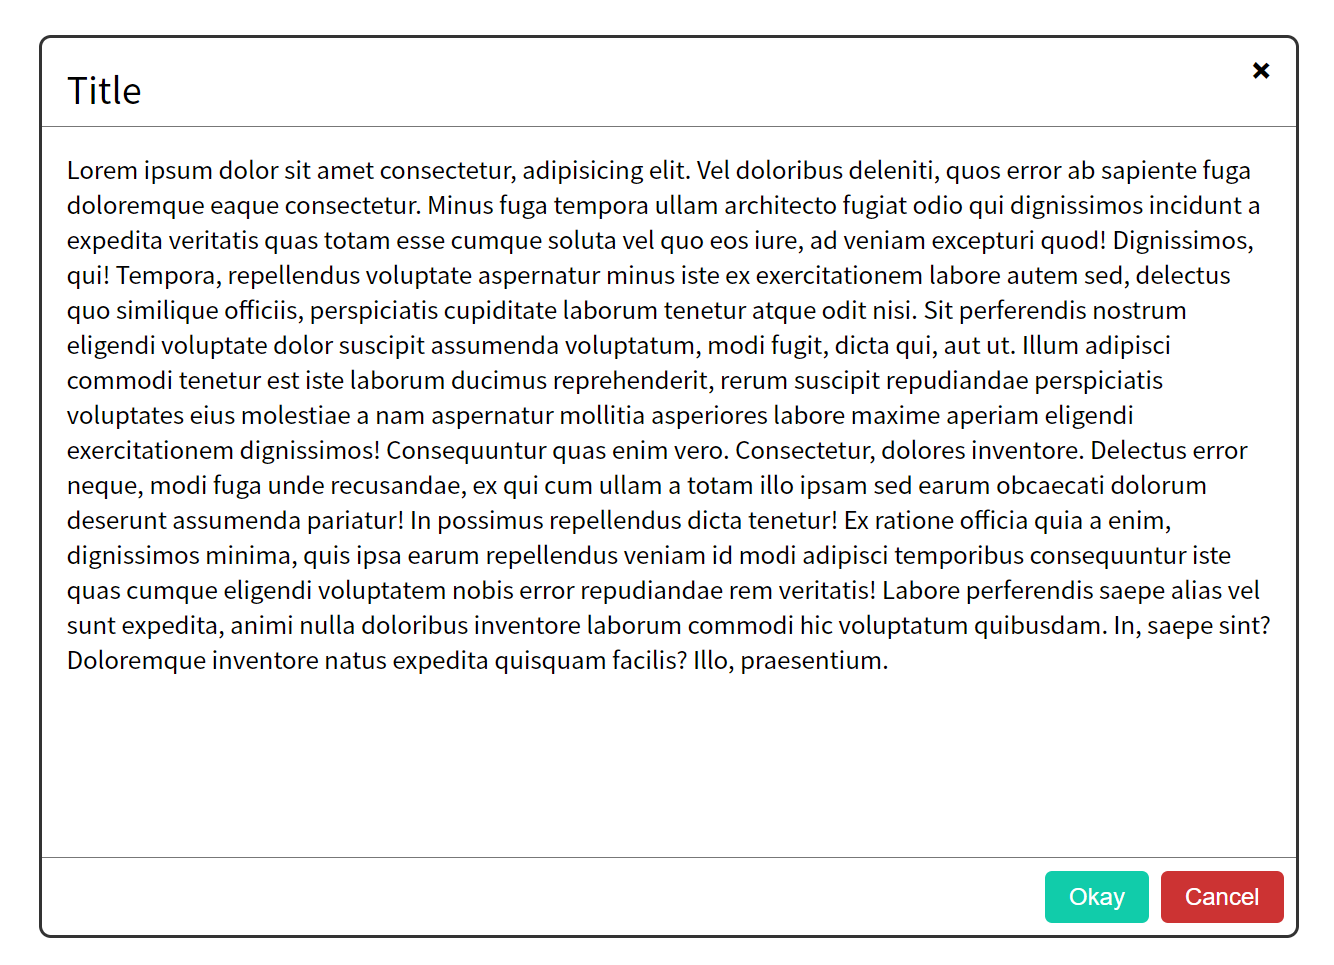 Title
Lorem ipsum dolor sit amet consectetur, adipisicing elit. Vel doloribus deleniti, quos error ab sapiente fuga
doloremque eaque consectetur. Minus fuga tempora ullam architecto fugiat odio qui dignissimos incidunt a
expedita veritatis quas totam esse cumque soluta vel quo eos iure, ad veniam excepturi quod! Dignissimos,
qui! Tempora, repellendus voluptate aspernatur minus iste ex exercitationem labore autem sed, delectus
quo similique officiis, perspiciatis cupiditate laborum tenetur atque odit nisi. Sit perferendis nostrum
eligendi voluptate dolor suscipit assumenda voluptatum, modi fugit, dicta qui, aut ut. Illum adipisci
commodi tenetur est iste laborum ducimus reprehenderit, rerum suscipit repudiandae perspiciatis
voluptates eius molestiae a nam aspernatur mollitia asperiores labore maxime aperiam eligendi
exercitationem dignissimos! Consequuntur quas enim vero. Consectetur, dolores inventore. Delectus error
neque, modi fuga unde recusandae, ex qui cum ullam a totam illo ipsam sed earum obcaecati dolorum
deserunt assumenda pariatur! In possimus repellendus dicta tenetur! Ex ratione officia quia a enim,
dignissimos minima, quis ipsa earum repellendus veniam id modi adipisci temporibus consequuntur iste
quas cumque eligendi voluptatem nobis error repudiandae rem veritatis! Labore perferendis saepe alias vel
sunt expedita, animi nulla doloribus inventore laborum commodi hic voluptatum quibusdam. In, saepe sint?
Doloremque inventore natus expedita quisquam facilis? Illo, praesentium.
Okay Cancel